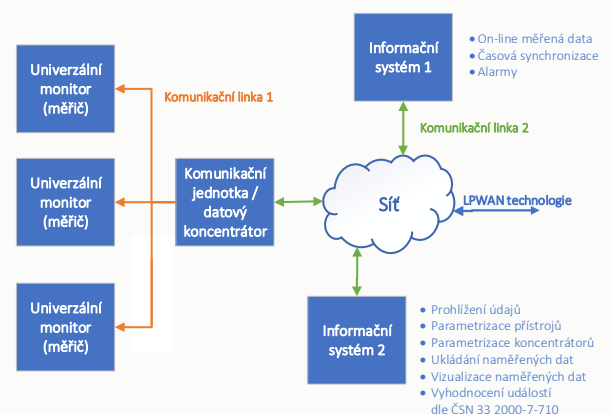 Univerzální
monitor
(měřič)
Komunikační linka 1
Univerzální
monitor
(měřič)
Univerzální
monitor
(měřič)
Komunikační
jednotka /
datový
koncentrátor
Informační
systém 1
• On-line měřená data
• Časová synchronizace
• Alarmy
Komunikační linka 2
Síť
LPWAN technologie
Informační
systém 2
• Prohlížení údajů
• Parametrizace přístrojů
• Parametrizace koncentrátorů
• Ukládání naměřených dat
• Vizualizace naměřených dat
• Vyhodnocení událostí
dle ČSN 33 2000-7-710